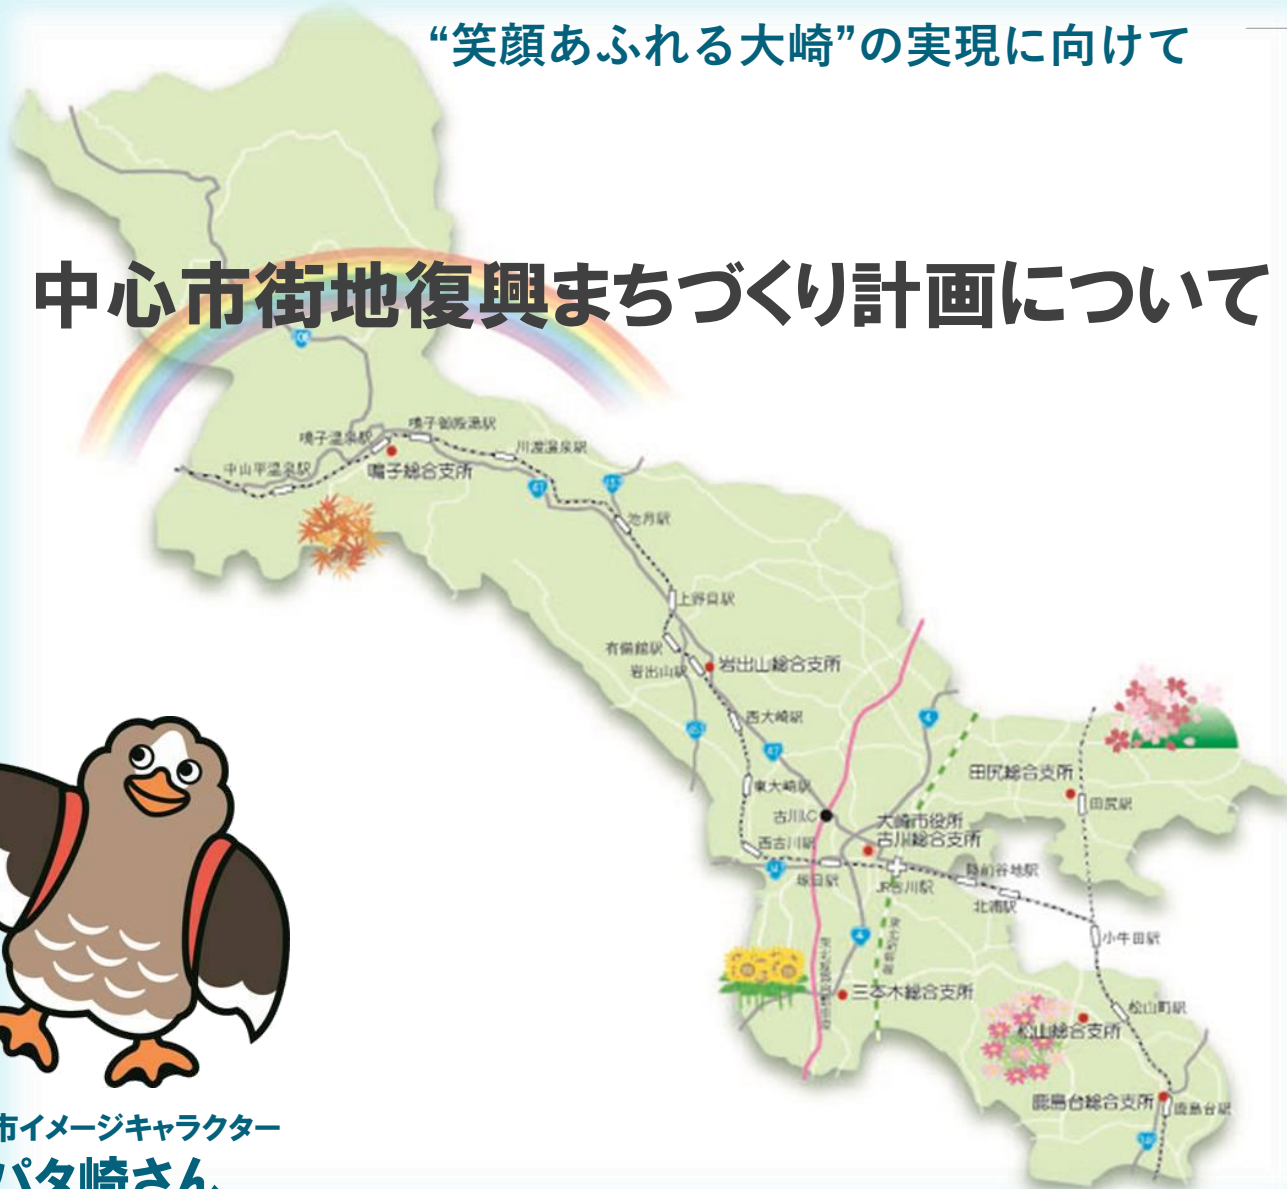 “笑顔あふれる大崎”の実現に向けて
中心市街地復興まちづくり計画について
鳴子御殿湯駅
鳴子温泉駅
川渡温泉駅
中山平温泉駅
鳴子総合支所
47
池月駅
上野目駅
有備館駅
岩出山総合支所
岩出山駅
西大崎駅
4
47
田尻総合支所
東大崎駅
田尻駅
古川I.C
大崎市役所
古川総合支所
西古川駅
陸前谷地駅
塚目駅
JR古川駅
北浦駅
4
小牛田駅
三本木総合支所
松山町駅
松山総合支所
鹿島台総合支所
鹿島台駅
市イメージキャラクター
パタ崎さん